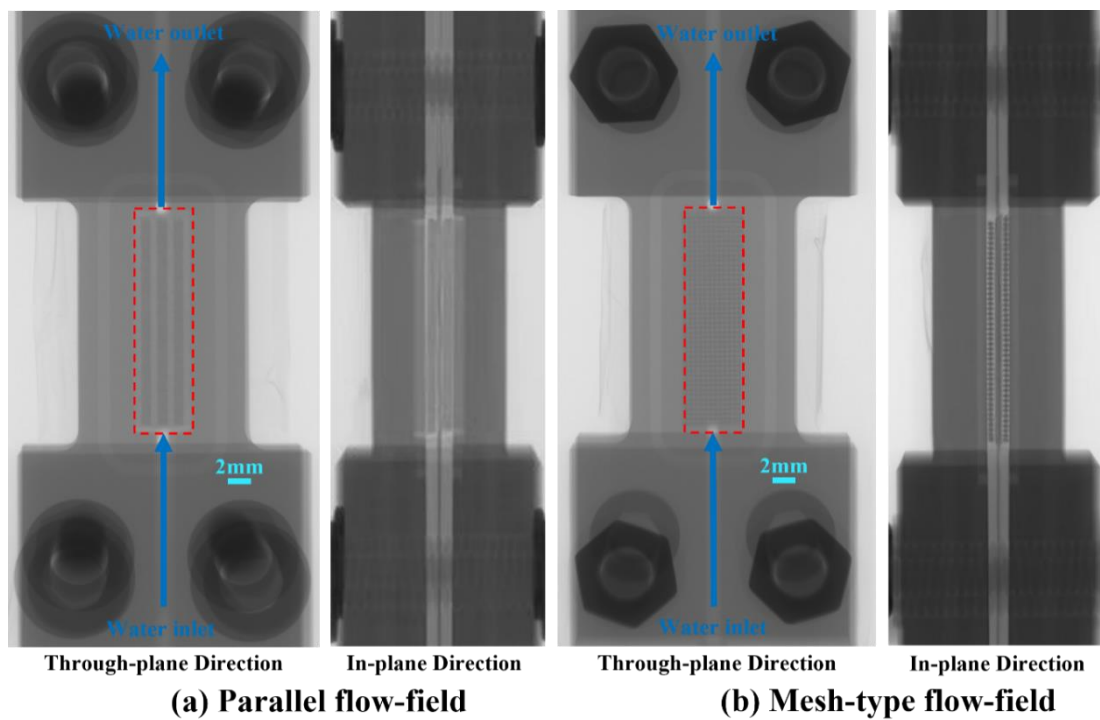 Water outlet
Water outlet
2mm
2mm
Water inlet
Water inlet
Through-plane Direction
In-plane Direction
Through-plane Direction
In-plane Direction
(a) Parallel flow-field
(b) Mesh-type flow-field